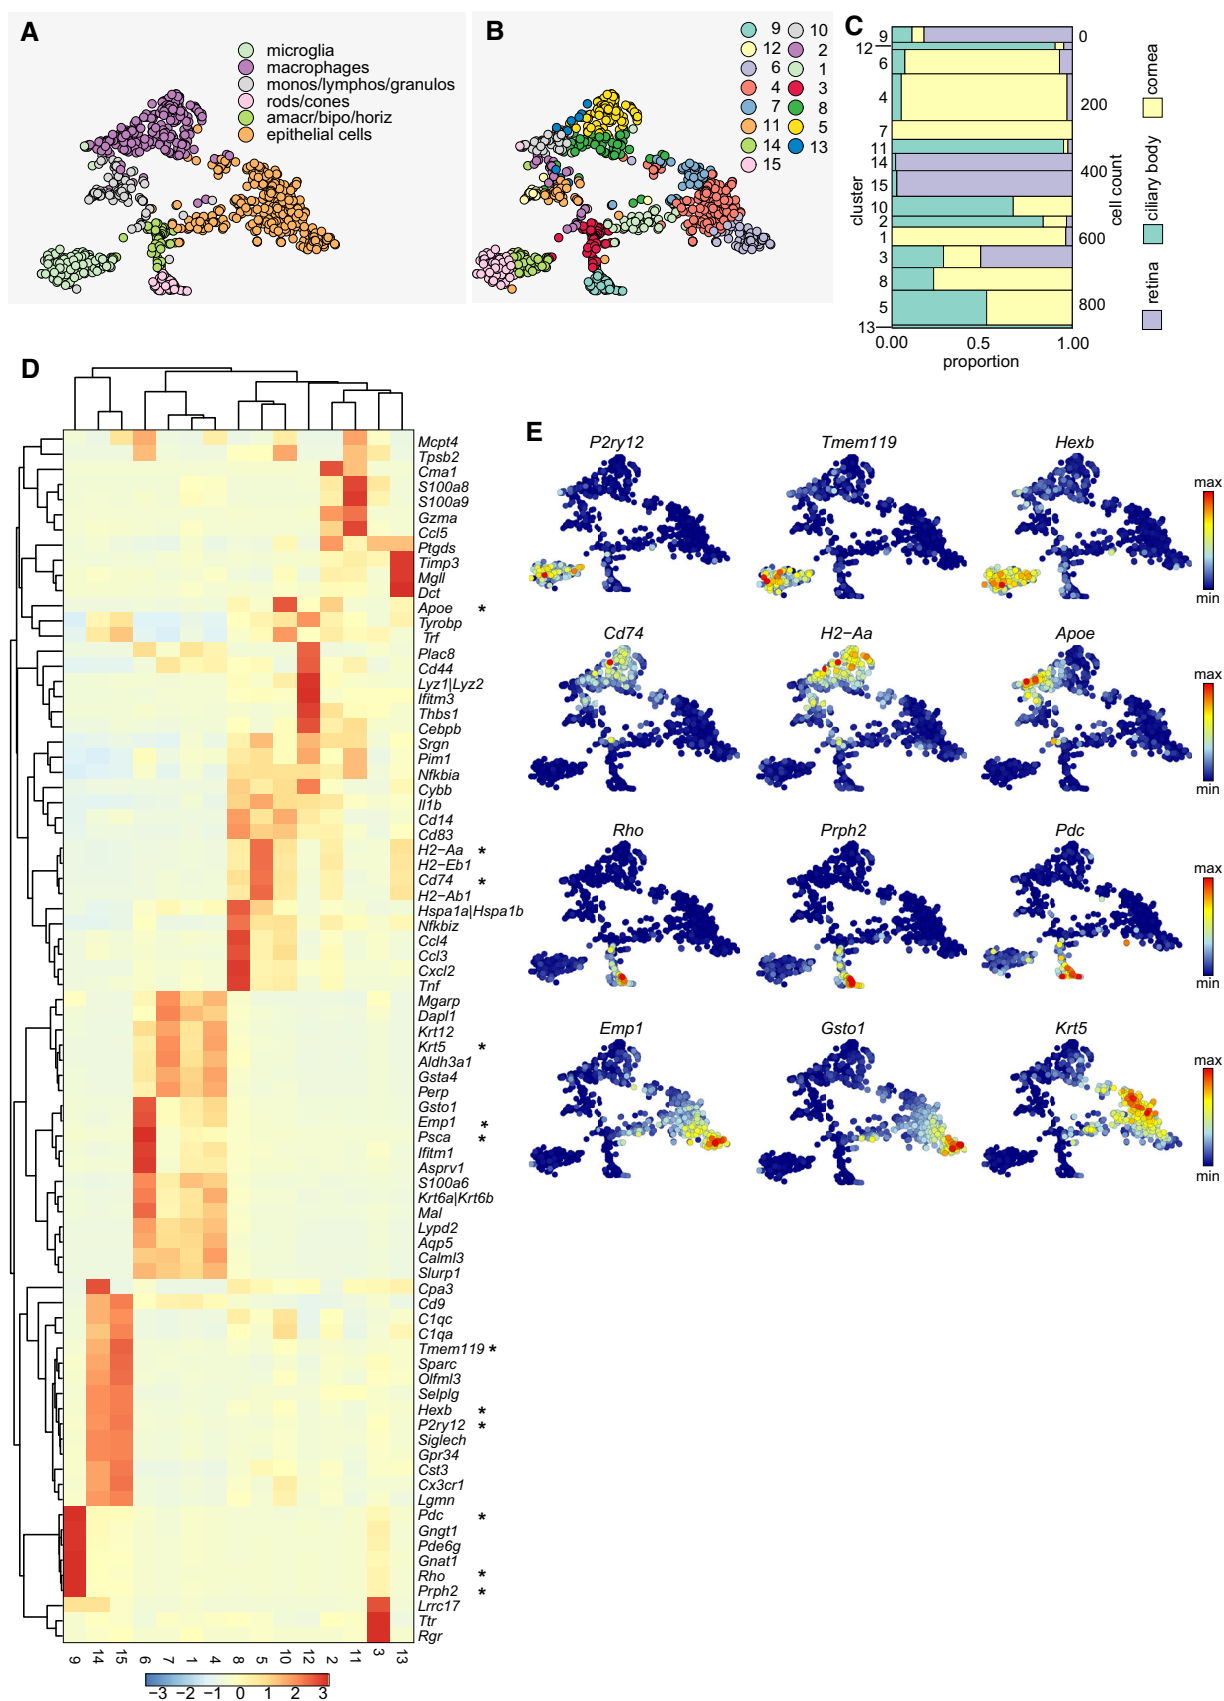 A
microglia
macrophages
monos/lymphos/granulos
rods/cones
amacr/bipo/horiz
epithelial cells
B
9 10
12 2
6 1
4 3
7 8
11 5
14 13
15
C
9
12
6
4
7
11
14
15
10
2
1
3
8
5
13
cluster
0
200
400
600
800
cell count
0.00 0.5 1.00
proportion
cornea
ciliary body
retina
D
Mcpt4
Tpsb2
Cma1
S100a8
S100a9
Gzma
Ccl5
Ptgds
Timp3
Mgll
Dct
Apoe *
Tyrobp
Trf
Plac8
Cd44
Lyz1|Lyz2
Ifitm3
Thbs1
Cebpb
Srgn
Pim1
Nfkbia
Cybb
Il1b
Cd14
Cd83
H2−Aa *
H2−Eb1
Cd74 *
H2−Ab1
Hspa1a|Hspa1b
Nfkbiz
Ccl4
Ccl3
Cxcl2
Tnf
Mgarp
Dapl1
Krt12
Krt5 *
Aldh3a1
Gsta4
Perp
Gsto1
Emp1 *
Psca *
Ifitm1
Asprv1
S100a6
Krt6a|Krt6b
Mal
Lypd2
Aqp5
Calml3
Slurp1
Cpa3
Cd9
C1qc
C1qa
Tmem119 *
Sparc
Olfml3
Selplg
Hexb *
P2ry12 *
Siglech
Gpr34
Cst3
Cx3cr1
Lgmn
Pdc *
Gngt1
Pde6g
Gnat1
Rho *
Prph2 *
Lrrc17
Ttr
Rgr
9 14 15 6 7 1 4 8 5 10 12 2 11 3 13
−3 −2 −1 0 1 2 3
E
P2ry12 Tmem119 Hexb
max
min
Cd74 H2−Aa Apoe
max
min
Rho Prph2 Pdc
max
min
Emp1 Gsto1 Krt5
max
min